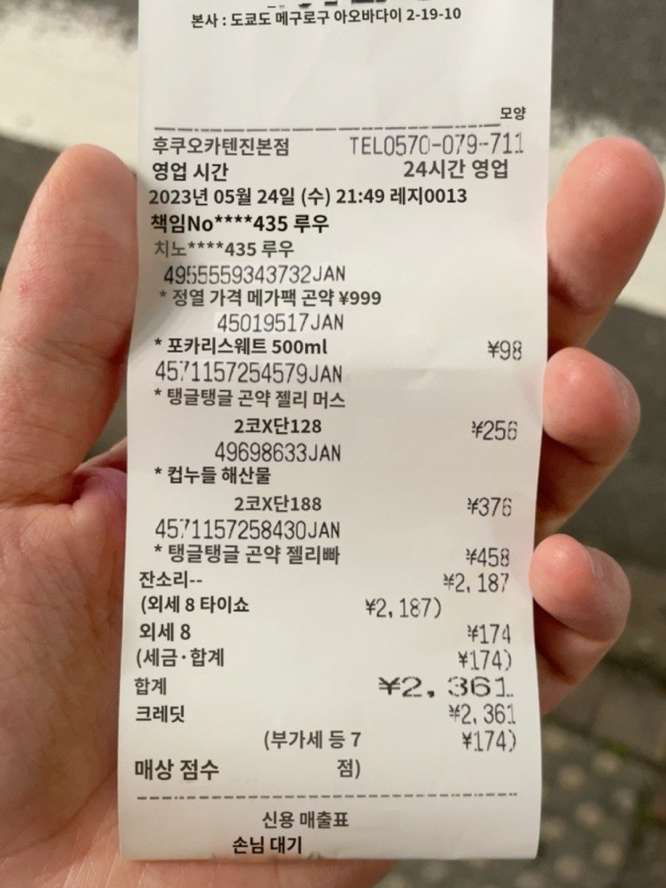 본사 : 도쿄도 메구로구 아오바다이 2-19-10
모양
후쿠오카텐진본점 TEL0570-079-711
영업 시간 24시간 영업
2023년 05월 24일 (수) 21:49 레지0013
책임No****435 루우
치노****435 루우
4955559343732JAN
* 정열 가격 메가팩 곤약 ¥999
45019517JAN
* 포카리스웨트 500ml ¥98
4571157254579JAN
* 탱글탱글 곤약 젤리 머스
2코X단128 ¥256
49698633JAN
* 컵누들 해산물
2코X단188 ¥376
4571157258430JAN
* 탱글탱글 곤약 젤리빠 ¥458
잔소리-- ¥2,187
(외세 8 타이쇼 ¥2,187)
외세 8 ¥174
(세금·합계 ¥174)
합계 ¥2,361
크레딧 ¥2,361
(부가세 등 7 ¥174)
매상 점수 점)
신용 매출표
손님 대기